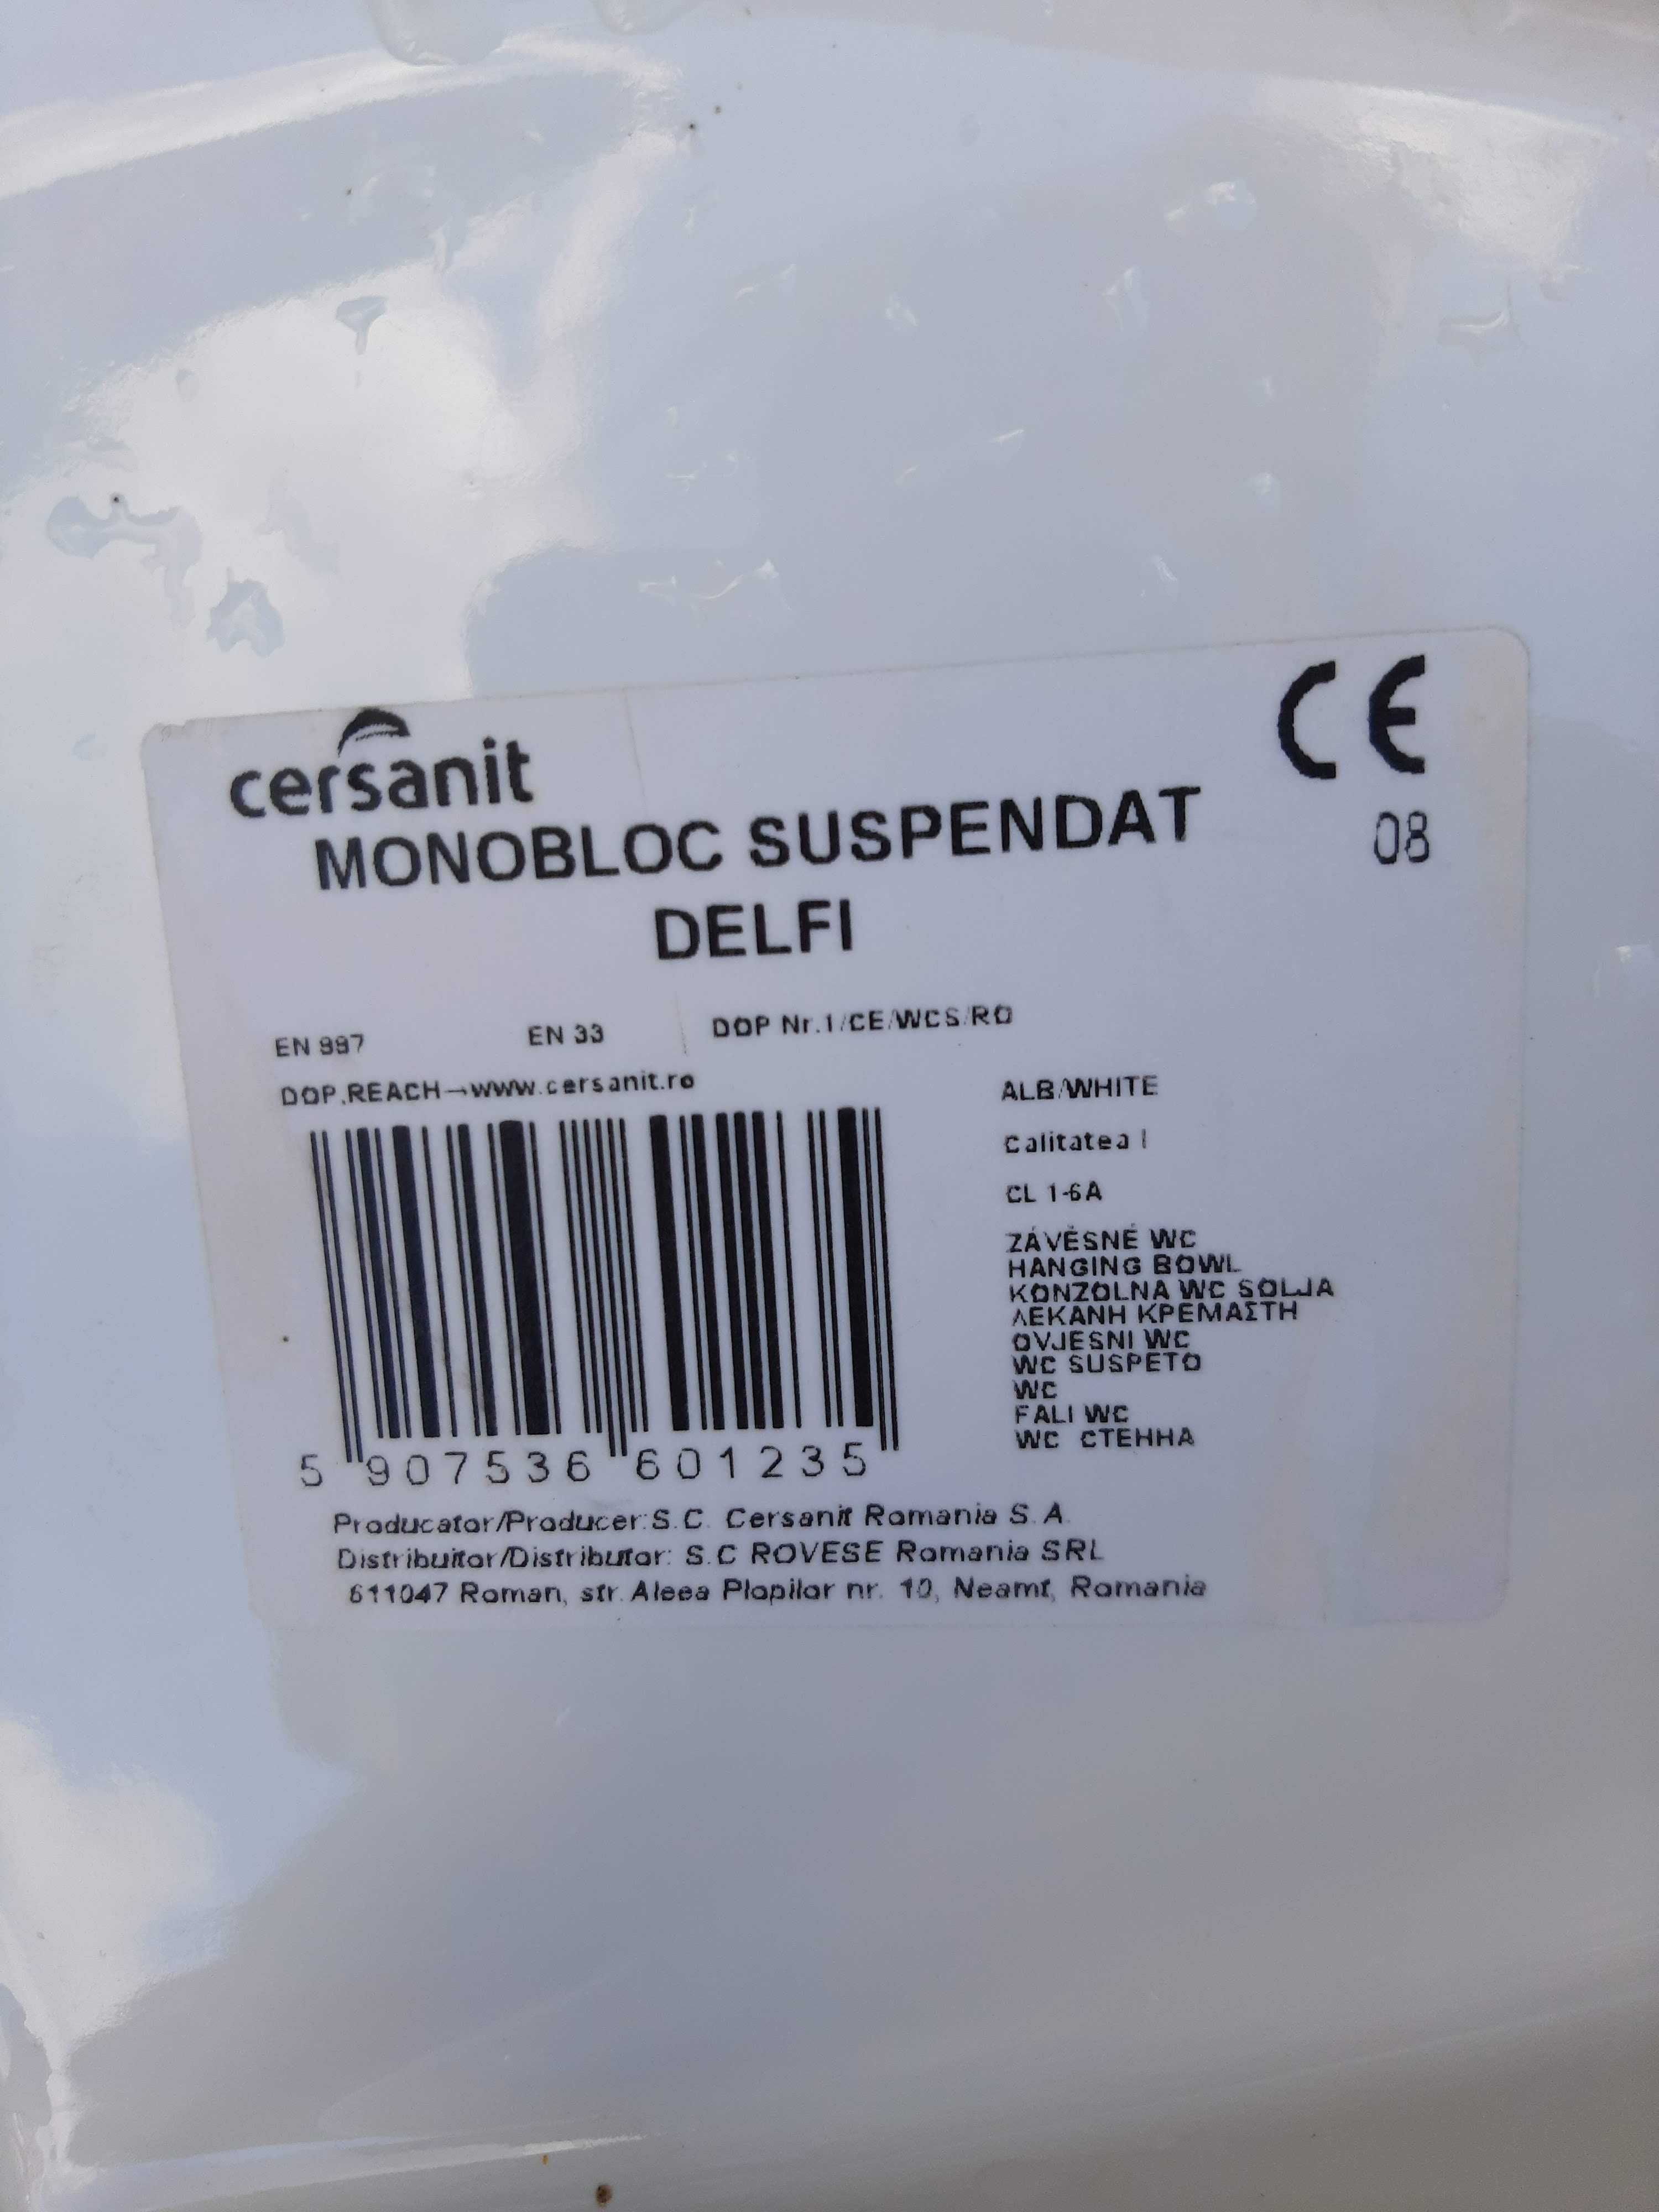 cersanit
CE
MONOBLOC SUSPENDAT
08
DELFI
EN 997 EN 33 DOP Nr.1/CE/WCS/RO
DOP,REACH→www.cersanit.ro
ALB/WHITE
Calitatea I
CL 1-6A
ZÁVĚSNÉ WC
HANGING BOWL
KONZOLNA WC SOLJA
ΛΕΚΑΝΗ ΚΡΕΜΑΣΤΗ
OVJESNI WC
WC SUSPETO
WC
FALI WC
WC СТЕННА
5 907536 601235
Producator/Producer:S.C. Cersanit Romania S.A.
Distribuitor/Distributor: S.C ROVESE Romania SRL
611047 Roman, str. Aleea Plopilor nr. 10, Neamt, Romania